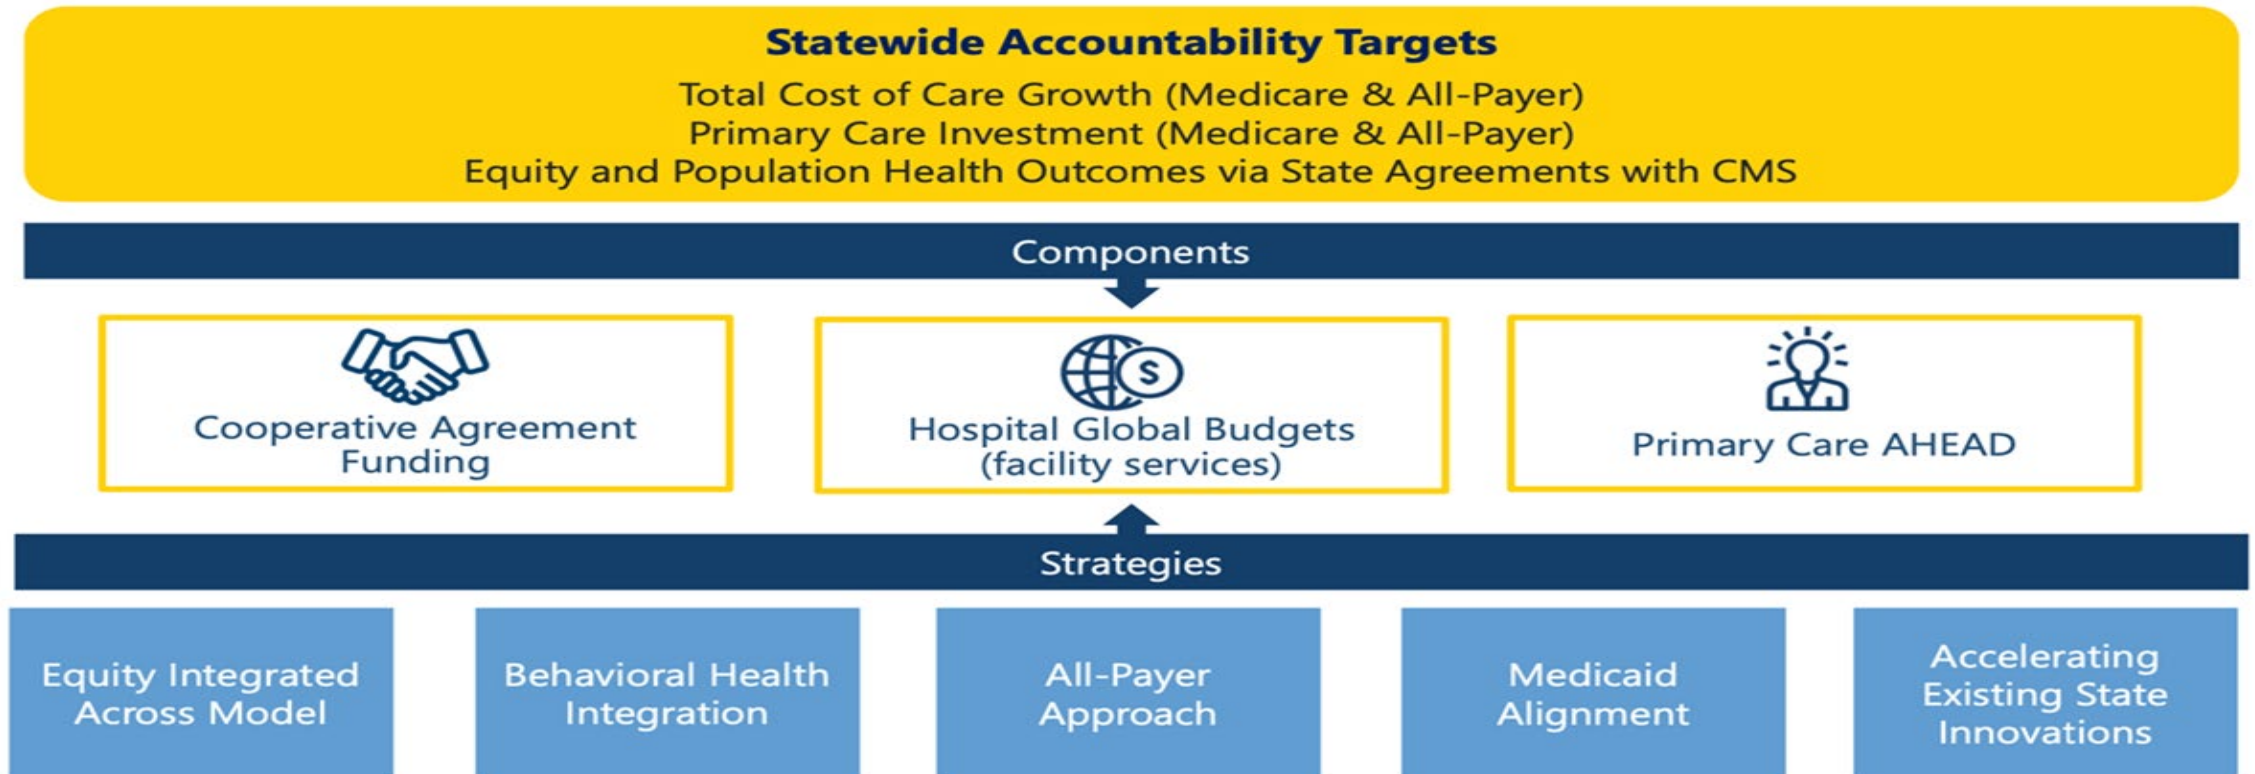 Statewide Accountability Targets
Total Cost of Care Growth (Medicare & All-Payer)
Primary Care Investment (Medicare & All-Payer)
Equity and Population Health Outcomes via State Agreements with CMS
Components
Cooperative Agreement
Funding
$
Hospital Global Budgets
(facility services)
Primary Care AHEAD
Strategies
Equity Integrated
Across Model
Behavioral Health
Integration
All-Payer
Approach
Medicaid
Alignment
Accelerating
Existing State
Innovations